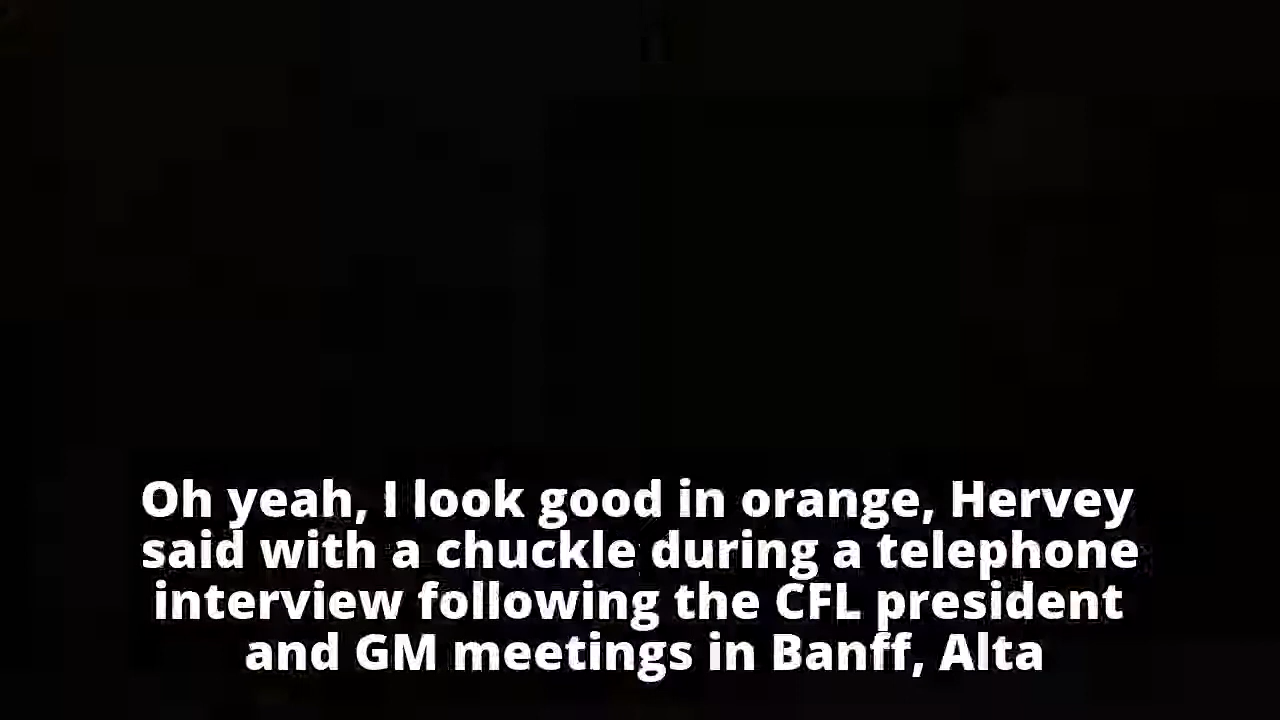 Oh yeah, I look good in orange, Hervey
said with a chuckle during a telephone
interview following the CFL president
and GM meetings in Banff, Alta